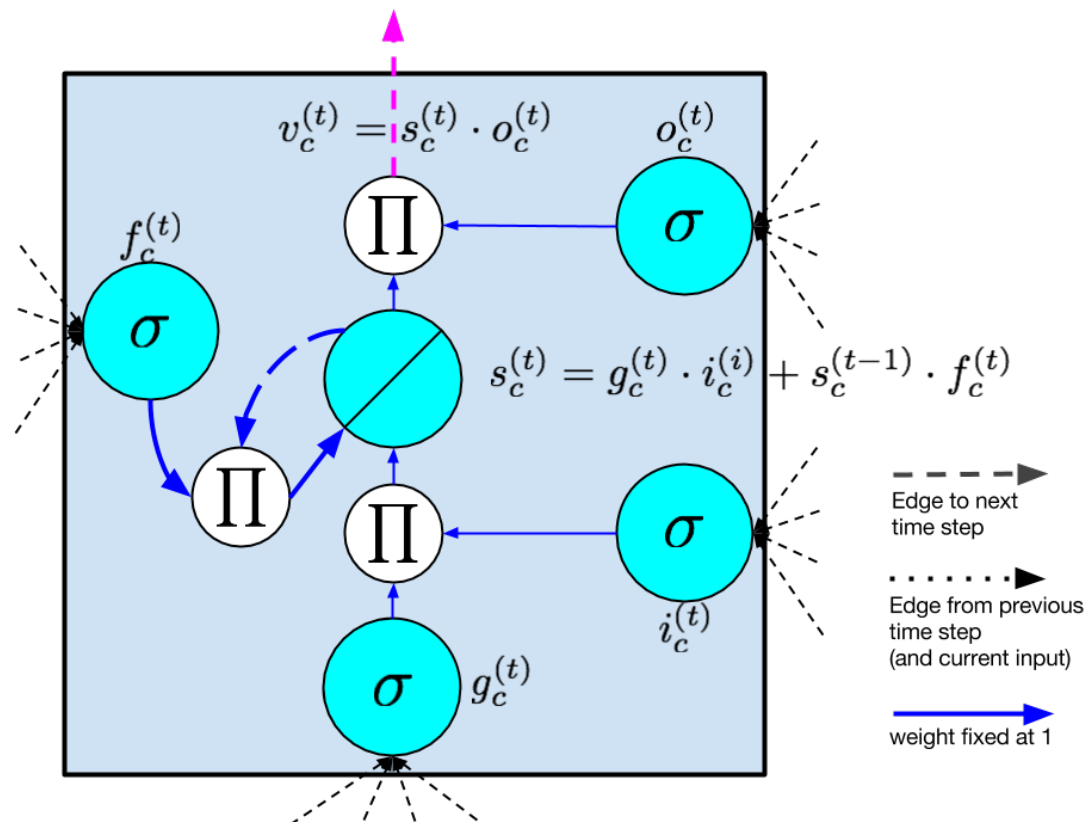 v_c^{(t)} = s_c^{(t)} · o_c^{(t)}
o_c^{(t)}
∏
σ
f_c^{(t)}
σ
s_c^{(t)} = g_c^{(t)} · i_c^{(i)} + s_c^{(t−1)} · f_c^{(t)}
∏
∏
σ
i_c^{(t)}
σ
g_c^{(t)}
Edge to next
time step
Edge from previous
time step
(and current input)
weight fixed at 1